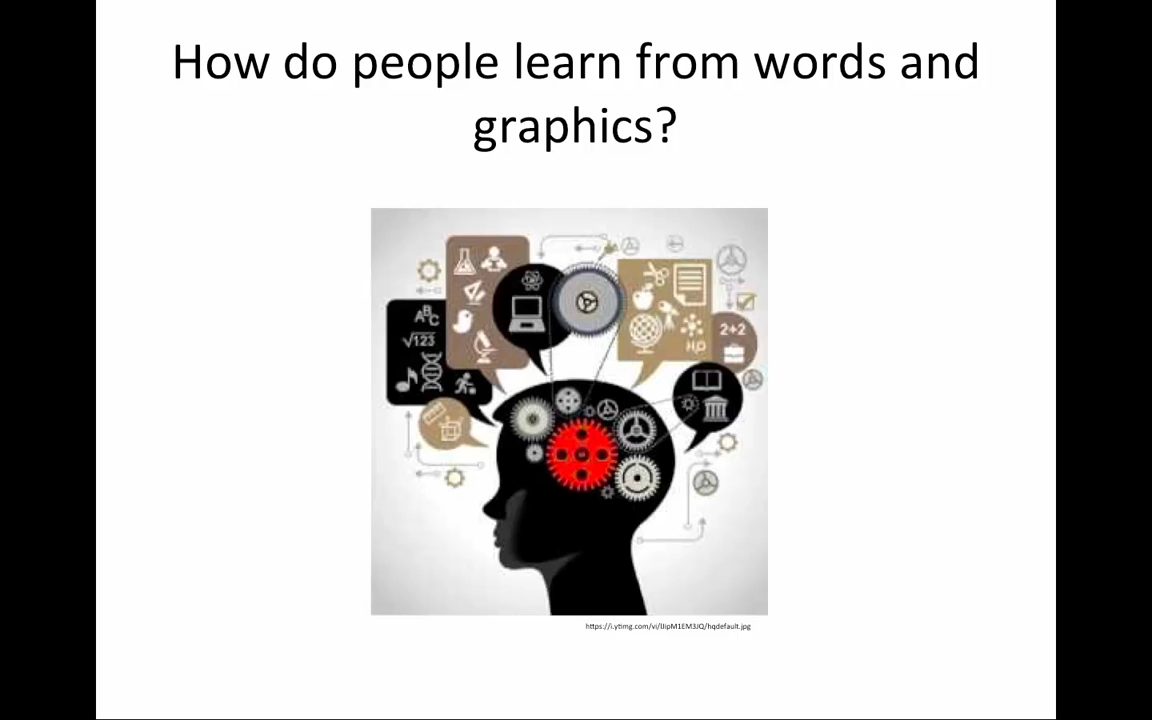 How do people learn from words and
graphics?
ABC
√123
2+2
H₂O
https://i.ytimg.com/vi/lJipM1EM3JQ/hqdefault.jpg